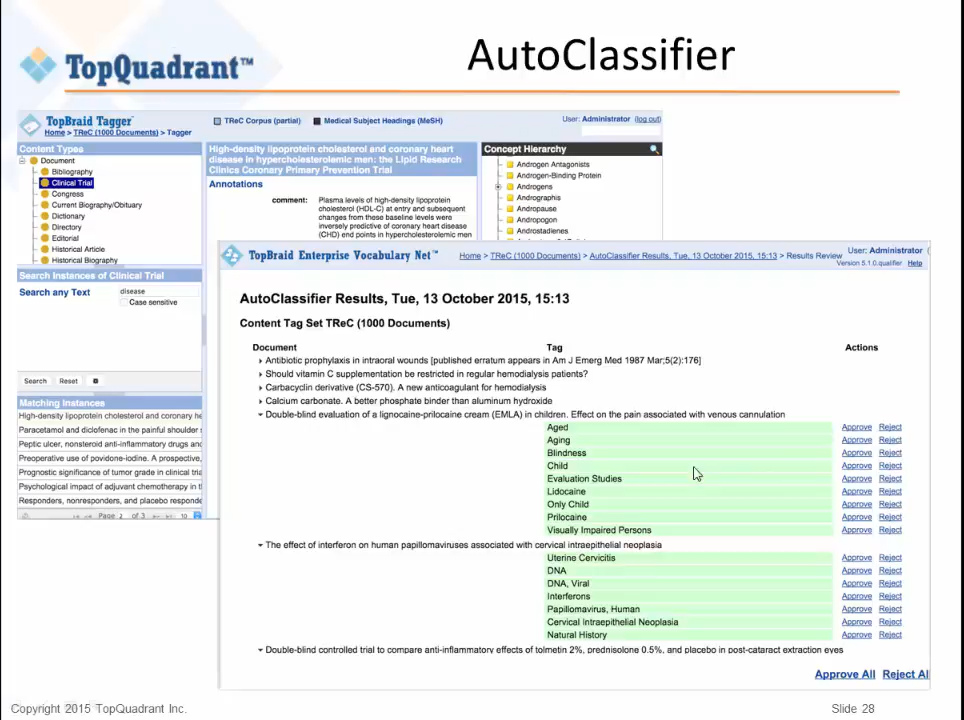 AutoClassifier
TopQuadrant™
TopBraid Tagger™
Home > TReC (1000 Documents) > Tagger
TReC Corpus (partial)
Medical Subject Headings (MeSH)
User: Administrator (log out)
Content Types
Document
Bibliography
Clinical Trial
Congress
Current Biography/Obituary
Dictionary
Directory
Editorial
Historical Article
Historical Biography
High-density lipoprotein cholesterol and coronary heart
disease in hypercholesterolemic men: the Lipid Research
Clinics Coronary Primary Prevention Trial
Annotations
comment: Plasma levels of high-density lipoprotein
cholesterol (HDL-C) at entry and subsequent
changes from these baseline levels were
inversely predictive of coronary heart disease
(CHD) end points in hypercholesterolemic men
Concept Hierarchy
Androgen Antagonists
Androgen-Binding Protein
Androgens
Andrographis
Andropause
Andropogon
Androstadienes
Search Instances of Clinical Trial
Search any Text disease
Case sensitive
Search Reset
Matching Instances
High-density lipoprotein cholesterol and coronary he
Paracetamol and diclofenac in the painful shoulder
Peptic ulcer, nonsteroid anti-inflammatory drugs and
Preoperative use of povidone-iodine. A prospective,
Prognostic significance of tumor grade in clinical tria
Psychological impact of adjuvant chemotherapy in t
Responders, nonresponders, and placebo responde
Page 2 of 3 10
TopBraid Enterprise Vocabulary Net™
Home > TReC (1000 Documents) > AutoClassifier Results, Tue, 13 October 2015, 15:13 > Results Review
User: Administrator (
Version 5.1.0.qualifier Help
AutoClassifier Results, Tue, 13 October 2015, 15:13
Content Tag Set TReC (1000 Documents)
Document Tag Actions
Antibiotic prophylaxis in intraoral wounds [published erratum appears in Am J Emerg Med 1987 Mar;5(2):176]
Should vitamin C supplementation be restricted in regular hemodialysis patients?
Carbacyclin derivative (CS-570). A new anticoagulant for hemodialysis
Calcium carbonate. A better phosphate binder than aluminum hydroxide
Double-blind evaluation of a lignocaine-prilocaine cream (EMLA) in children. Effect on the pain associated with venous cannulation
Aged Approve Reject
Aging Approve Reject
Blindness Approve Reject
Child Approve Reject
Evaluation Studies Approve Reject
Lidocaine Approve Reject
Only Child Approve Reject
Prilocaine Approve Reject
Visually Impaired Persons Approve Reject
The effect of interferon on human papillomaviruses associated with cervical intraepithelial neoplasia
Uterine Cervicitis Approve Reject
DNA Approve Reject
DNA, Viral Approve Reject
Interferons Approve Reject
Papillomavirus, Human Approve Reject
Cervical Intraepithelial Neoplasia Approve Reject
Natural History Approve Reject
Double-blind controlled trial to compare anti-inflammatory effects of tolmetin 2%, prednisolone 0.5%, and placebo in post-cataract extraction eyes
Approve All Reject Al
Copyright 2015 TopQuadrant Inc.
Slide 28